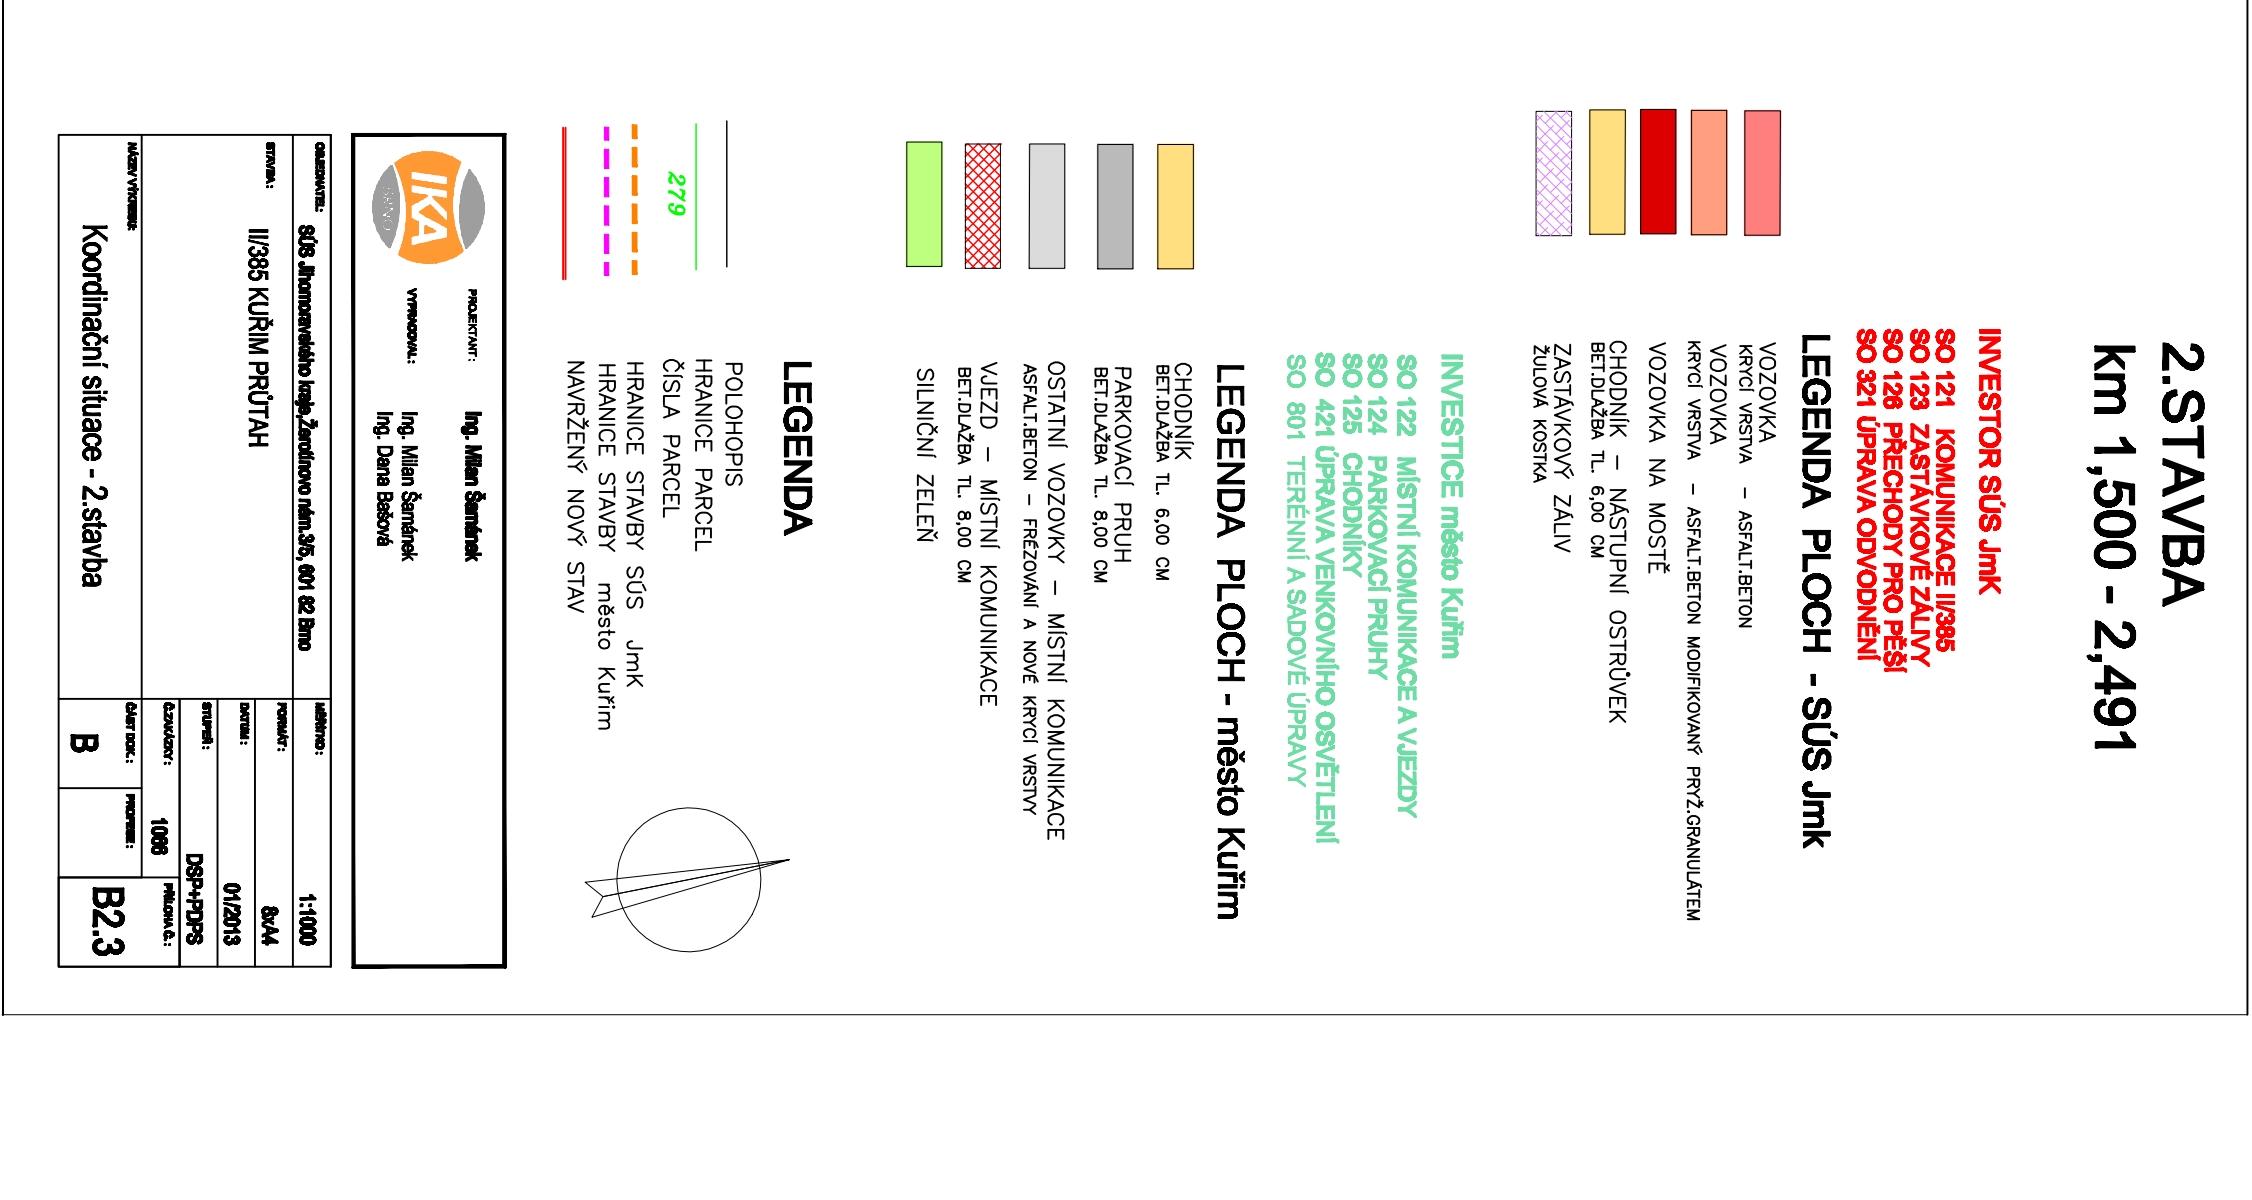 2.STAVBA
km 1,500 - 2,491
INVESTOR SÚS JmK
SO 121 KOMUNIKACE II/385
SO 123 ZASTÁVKOVÉ ZÁLIVY
SO 126 PŘECHODY PRO PĚŠÍ
SO 321 ÚPRAVA ODVODNĚNÍ
LEGENDA PLOCH - SÚS Jmk
VOZOVKA
KRYCÍ VRSTVA – ASFALT.BETON
VOZOVKA
KRYCÍ VRSTVA – ASFALT.BETON MODIFIKOVANÝ PRYŽ.GRANULÁTEM
VOZOVKA NA MOSTĚ
CHODNÍK – NÁSTUPNÍ OSTRŮVEK
BET.DLAŽBA TL. 6,00 CM
ZASTÁVKOVÝ ZÁLIV
ŽULOVÁ KOSTKA
INVESTICE město Kuřim
SO 122 MÍSTNÍ KOMUNIKACE A VJEZDY
SO 124 PARKOVACÍ PRUHY
SO 125 CHODNÍKY
SO 421 ÚPRAVA VENKOVNÍHO OSVĚTLENÍ
SO 801 TERÉNNÍ A SADOVÉ ÚPRAVY
LEGENDA PLOCH - město Kuřim
CHODNÍK
BET.DLAŽBA TL. 6,00 CM
PARKOVACÍ PRUH
BET.DLAŽBA TL. 8,00 CM
OSTATNÍ VOZOVKY – MÍSTNÍ KOMUNIKACE
ASFALT.BETON – FRÉZOVÁNÍ A NOVÉ KRYCÍ VRSTVY
VJEZD – MÍSTNÍ KOMUNIKACE
BET.DLAŽBA TL. 8,00 CM
SILNIČNÍ ZELEŇ
LEGENDA
POLOHOPIS
HRANICE PARCEL
279 ČÍSLA PARCEL
HRANICE STAVBY SÚS JmK
HRANICE STAVBY město Kuřim
NAVRŽENÝ NOVÝ STAV
IKA
BRNO
PROJEKTANT: Ing. Milan Šamánek
VYPRACOVAL: Ing. Milan Šamánek
Ing. Dana Bašová
OBJEDNATEL: SÚS Jihomoravského kraje,Žerotínovo nám.3/5, 601 82 Brno
STAVBA: II/385 KUŘIM PRŮTAH
NÁZEV VÝKRESU: Koordinační situace - 2.stavba
MĚŘÍTKO: 1:1000
FORMÁT: 8xA4
DATUM: 01/2013
STUPEŇ: DSP+PDPS
Č.ZAKÁZKY: 1066
ČÁST DOK.: B
PROFESE:
PŘÍLOHA Č.: B2.3